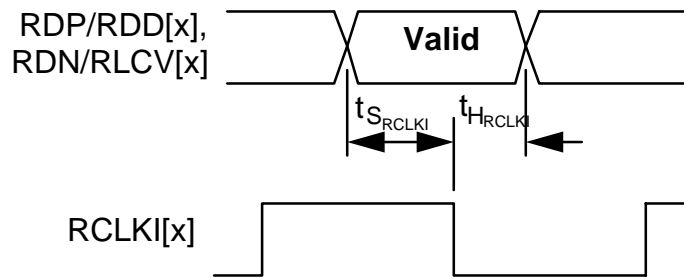 RDP/RDD[x],
RDN/RLCV[x]
Valid
tSRCLKI
tHRCLKI
RCLKI[x]